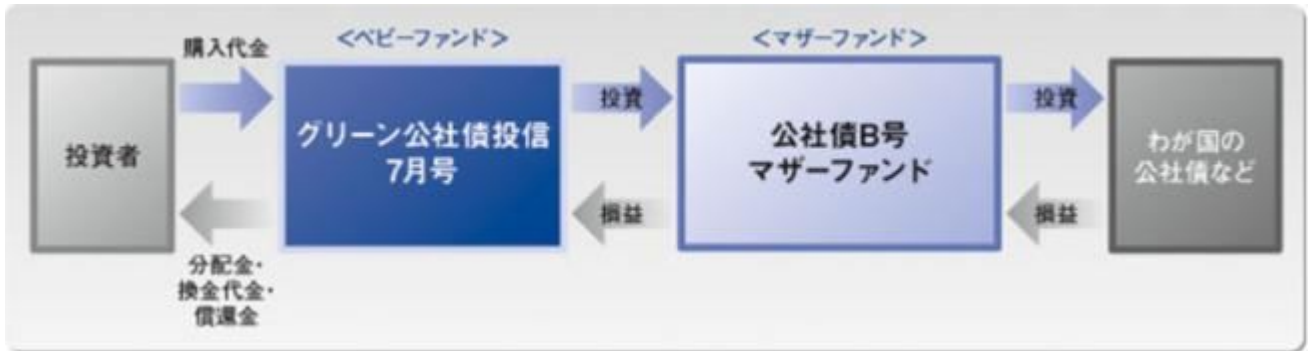 購入代金
<ベビーファンド>
<マザーファンド>
投資者
グリーン公社債投信
7月号
投資
公社債B号
マザーファンド
投資
わが国の
公社債など
損益
損益
分配金・
換金代金・
償還金